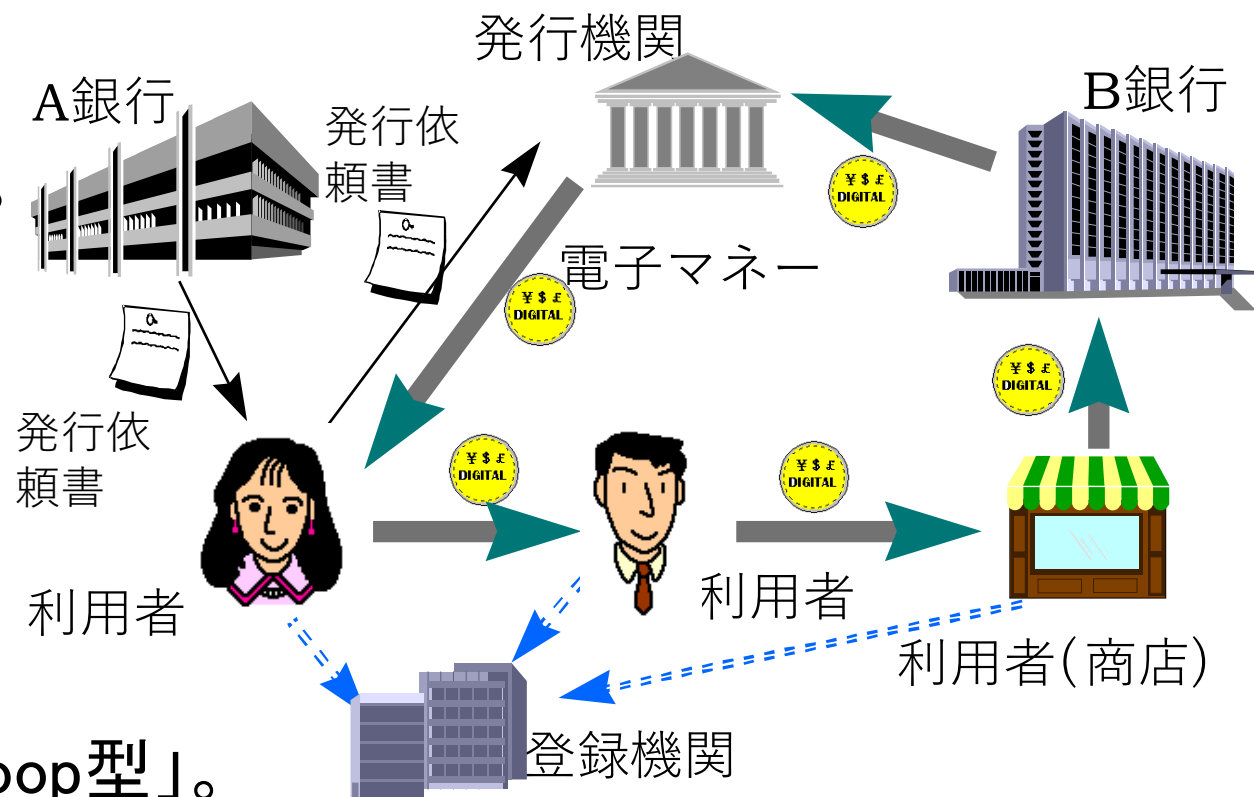 発行機関
A銀行
B銀行
発行依
頼書
¥ $ £
DIGITAL
電子マネー
¥ $ £
DIGITAL
¥ $ £
DIGITAL
発行依
頼書
¥ $ £
DIGITAL
¥ $ £
DIGITAL
利用者
利用者
利用者(商店)
登録機関
oop型」。